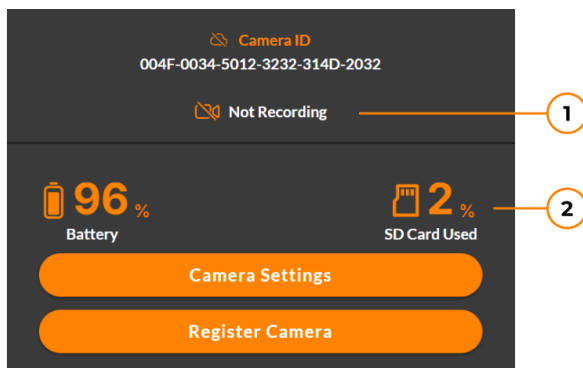 Camera ID
004F-0034-5012-3232-314D-2032
Not Recording
1
96 %
2 %
2
Battery
SD Card Used
Camera Settings
Register Camera